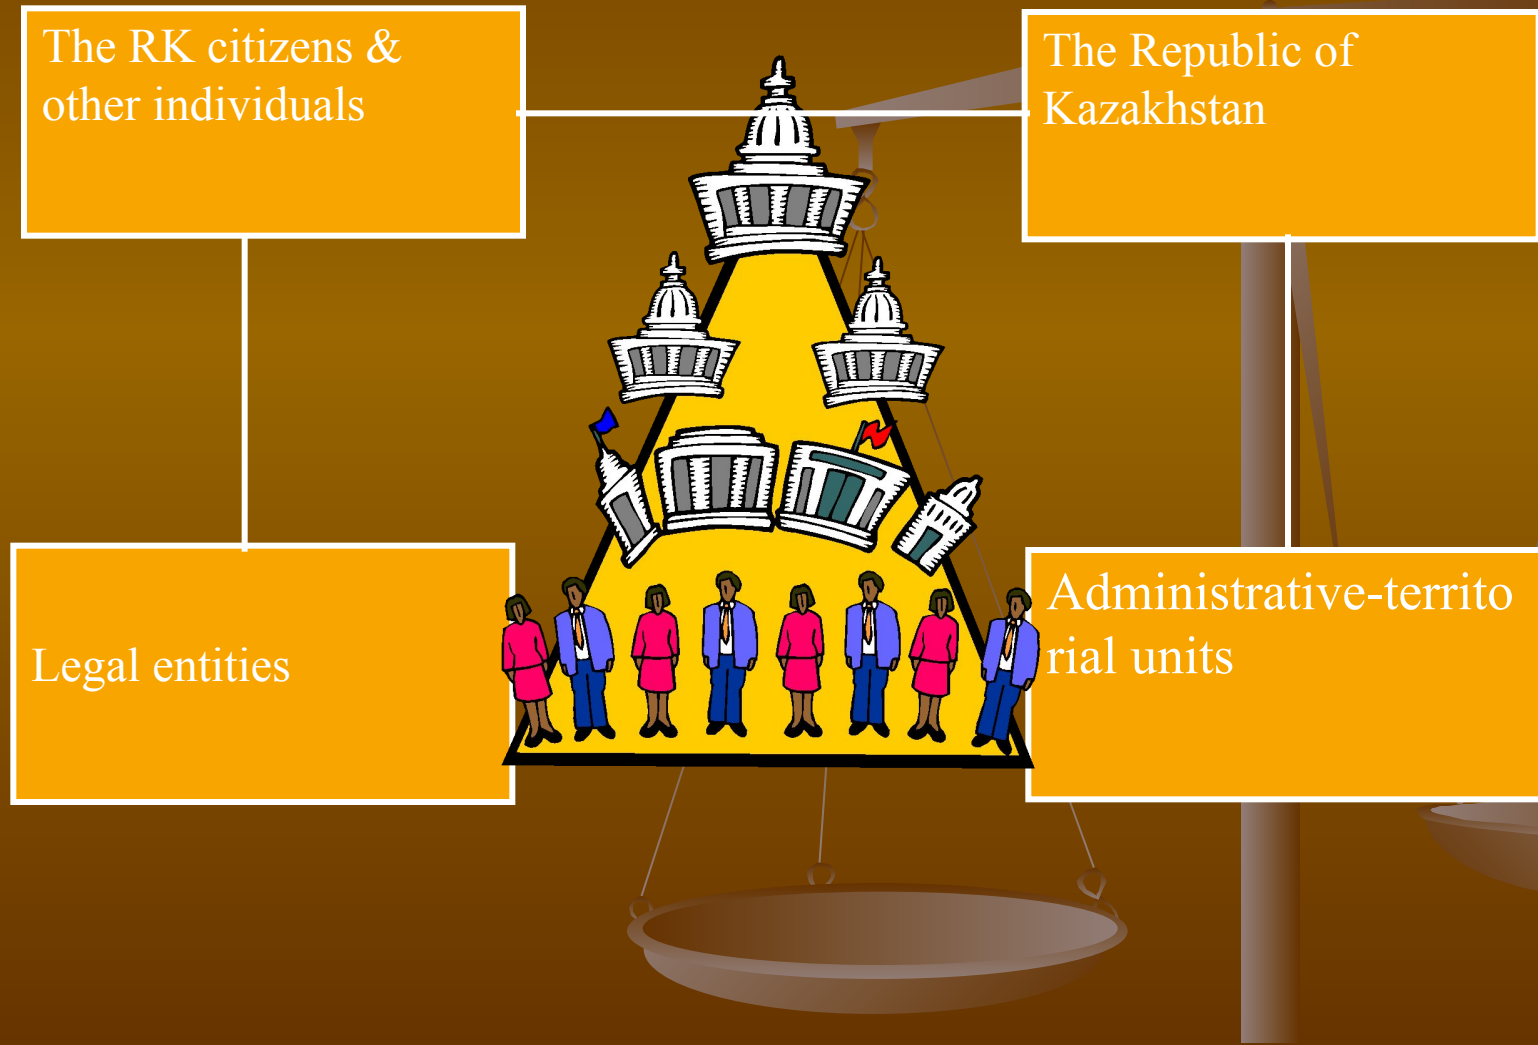 The RK citizens &
other individuals
The Republic of
Kazakhstan
Legal entities
Administrative-territo
rial units